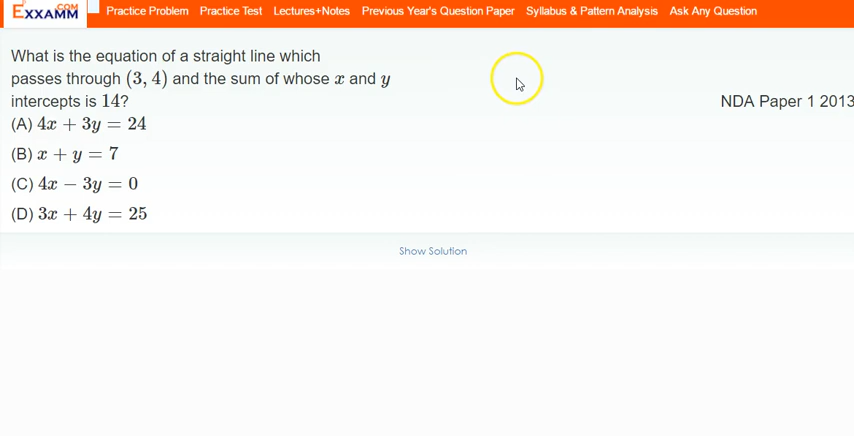 EXXAMM.COM
Practice Problem Practice Test Lectures+Notes Previous Year's Question Paper Syllabus & Pattern Analysis Ask Any Question
What is the equation of a straight line which
passes through (3, 4) and the sum of whose x and y
intercepts is 14?
NDA Paper 1 2013
(A) 4x + 3y = 24
(B) x + y = 7
(C) 4x − 3y = 0
(D) 3x + 4y = 25
Show Solution